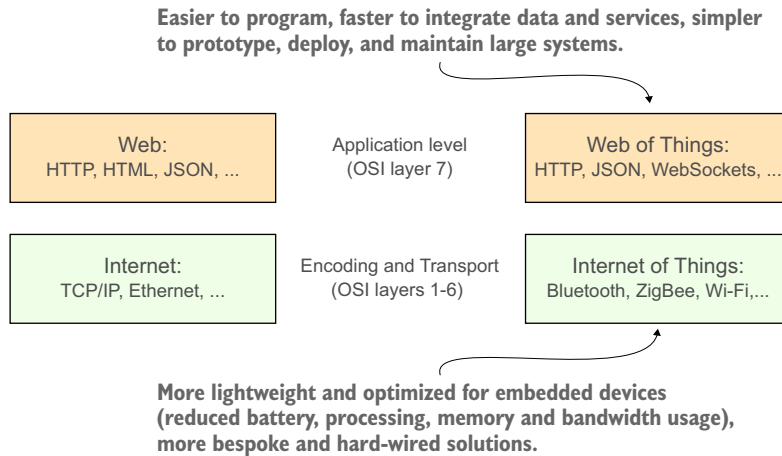 Easier to program, faster to integrate data and services, simpler
to prototype, deploy, and maintain large systems.
Web:
HTTP, HTML, JSON, ...
Application level
(OSI layer 7)
Web of Things:
HTTP, JSON, WebSockets, ...
Internet:
TCP/IP, Ethernet, ...
Encoding and Transport
(OSI layers 1-6)
Internet of Things:
Bluetooth, ZigBee, Wi-Fi,...
More lightweight and optimized for embedded devices
(reduced battery, processing, memory and bandwidth usage),
more bespoke and hard-wired solutions.